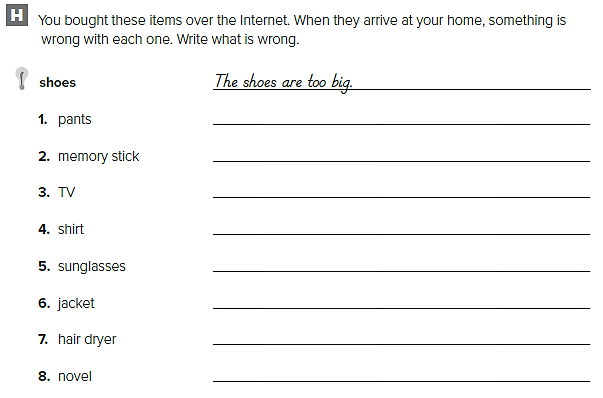 H You bought these items over the Internet. When they arrive at your home, something is
wrong with each one. Write what is wrong.
shoes The shoes are too big.
1. pants
2. memory stick
3. TV
4. shirt
5. sunglasses
6. jacket
7. hair dryer
8. novel